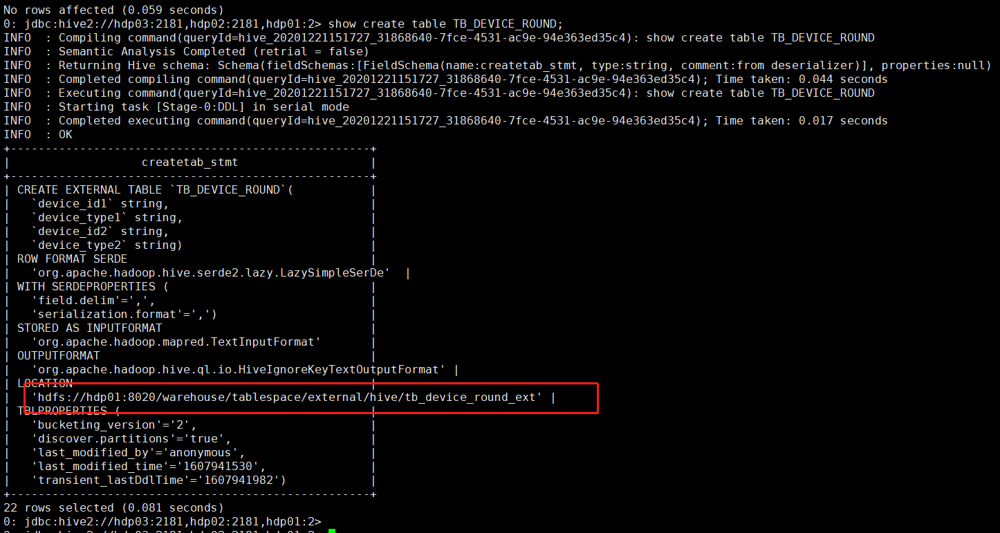 No rows affected (0.059 seconds)
0: jdbc:hive2://hdp03:2181,hdp02:2181,hdp01:2> show create table TB_DEVICE_ROUND;
INFO  : Compiling command(queryId=hive_20201221151727_31868640-7fce-4531-ac9e-94e363ed35c4): show create table TB_DEVICE_ROUND
INFO  : Semantic Analysis Completed (retrial = false)
INFO  : Returning Hive schema: Schema(fieldSchemas:[FieldSchema(name:createtab_stmt, type:string, comment:from deserializer)], properties:null)
INFO  : Completed compiling command(queryId=hive_20201221151727_31868640-7fce-4531-ac9e-94e363ed35c4); Time taken: 0.044 seconds
INFO  : Executing command(queryId=hive_20201221151727_31868640-7fce-4531-ac9e-94e363ed35c4): show create table TB_DEVICE_ROUND
INFO  : Starting task [Stage-0:DDL] in serial mode
INFO  : Completed executing command(queryId=hive_20201221151727_31868640-7fce-4531-ac9e-94e363ed35c4); Time taken: 0.017 seconds
INFO  : OK
+----------------------------------------------------+
|                   createtab_stmt                   |
+----------------------------------------------------+
| CREATE EXTERNAL TABLE `TB_DEVICE_ROUND`(           |
|   `device_id1` string,                             |
|   `device_type1` string,                           |
|   `device_id2` string,                             |
|   `device_type2` string)                           |
| ROW FORMAT SERDE                                   |
|   'org.apache.hadoop.hive.serde2.lazy.LazySimpleSerDe'  |
| WITH SERDEPROPERTIES (                             |
|   'field.delim'=',',                               |
|   'serialization.format'=',')                      |
| STORED AS INPUTFORMAT                              |
|   'org.apache.hadoop.mapred.TextInputFormat'       |
| OUTPUTFORMAT                                       |
|   'org.apache.hadoop.hive.ql.io.HiveIgnoreKeyTextOutputFormat' |
| LOCATION                                           |
|   'hdfs://hdp01:8020/warehouse/tablespace/external/hive/tb_device_round_ext' |
| TBLPROPERTIES (                                    |
|   'bucketing_version'='2',                         |
|   'discover.partitions'='true',                    |
|   'last_modified_by'='anonymous',                  |
|   'last_modified_time'='1607941530',               |
|   'transient_lastDdlTime'='1607941982')            |
+----------------------------------------------------+
22 rows selected (0.081 seconds)
0: jdbc:hive2://hdp03:2181,hdp02:2181,hdp01:2>
0: jdbc:hive2://hdp03:2181,hdp02:2181,hdp01:2>